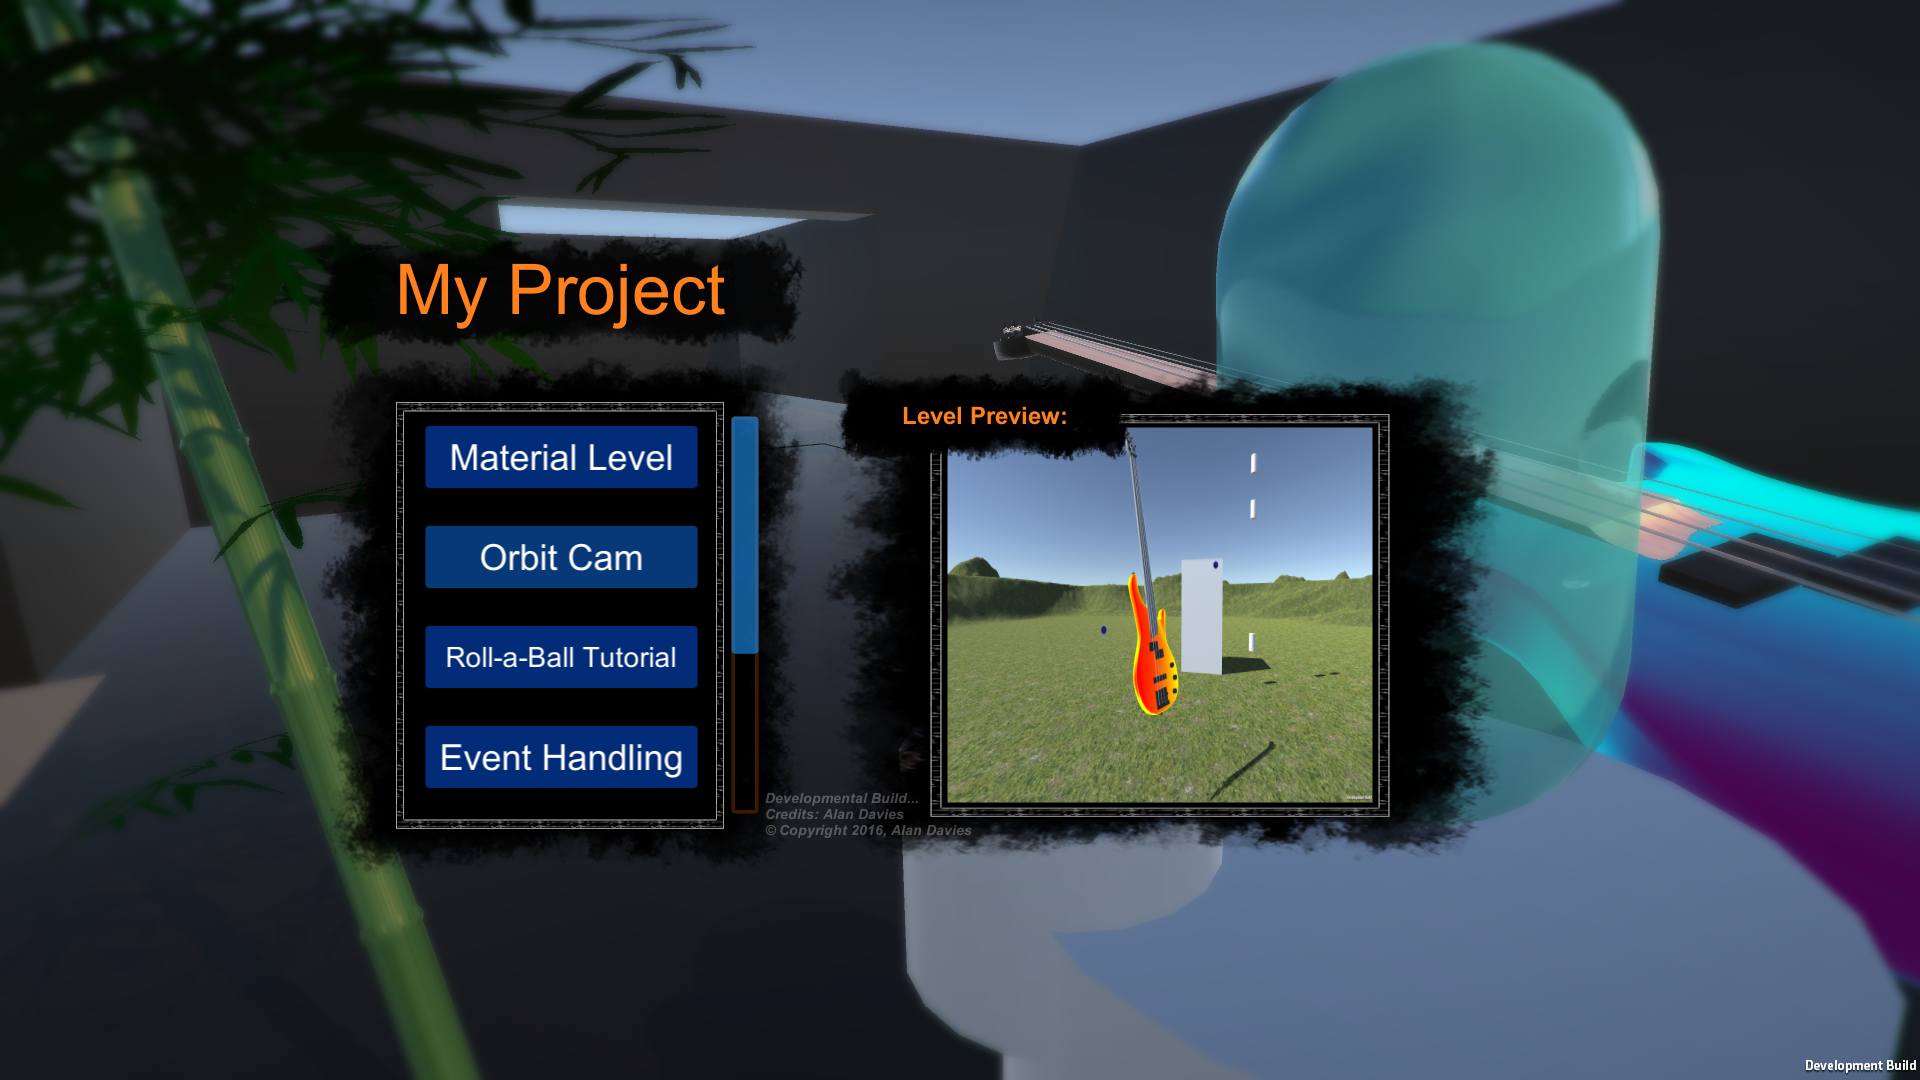 My Project
Material Level
Orbit Cam
Roll-a-Ball Tutorial
Event Handling
Level Preview:
Developmental Build...
Credits: Alan Davies
© Copyright 2016, Alan Davies
Development Build